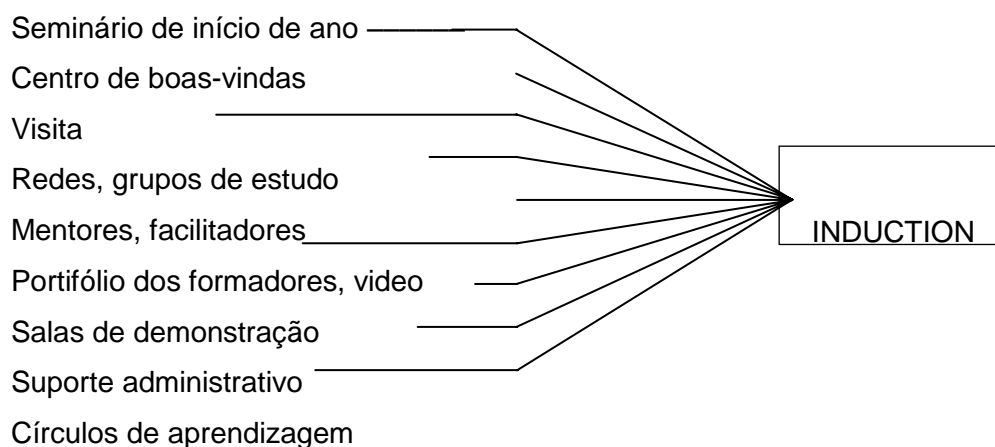 Seminário de início de ano
Centro de boas-vindas
Visita
Redes, grupos de estudo
Mentores, facilitadores
Portifólio dos formadores, video
Salas de demonstração
Suporte administrativo
Círculos de aprendizagem
INDUCTION